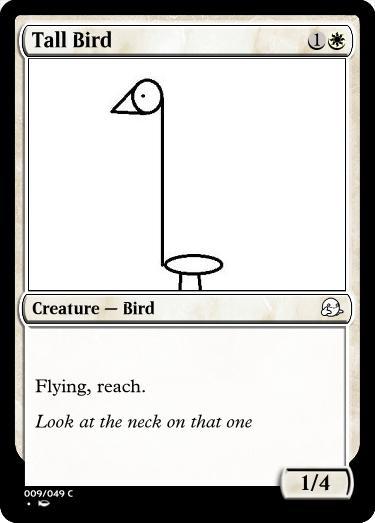 Tall Bird 1
Creature — Bird
Flying, reach.
Look at the neck on that one
1/4
009/049 C